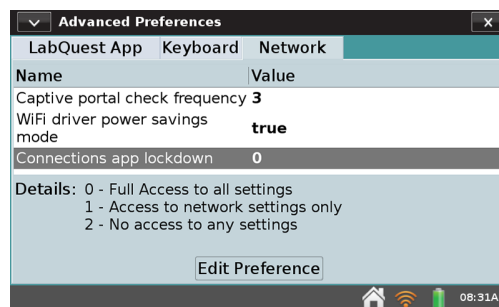 Advanced Preferences
LabQuest App Keyboard Network
Name Value
Captive portal check frequency 3
WiFi driver power savings
mode true
Connections app lockdown 0
Details: 0 - Full Access to all settings
1 - Access to network settings only
2 - No access to any settings
Edit Preference
08:31A